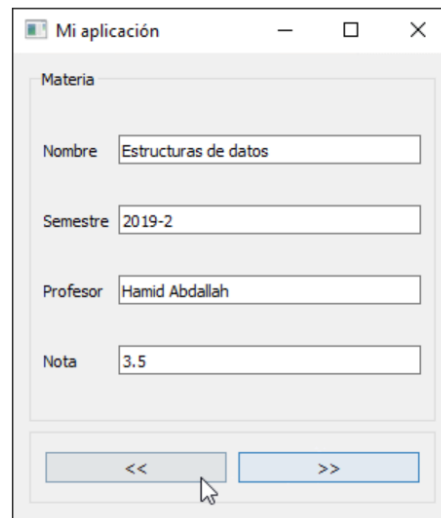 Mi aplicación
Materia
Nombre Estructuras de datos
Semestre 2019-2
Profesor Hamid Abdallah
Nota 3.5
<< >>